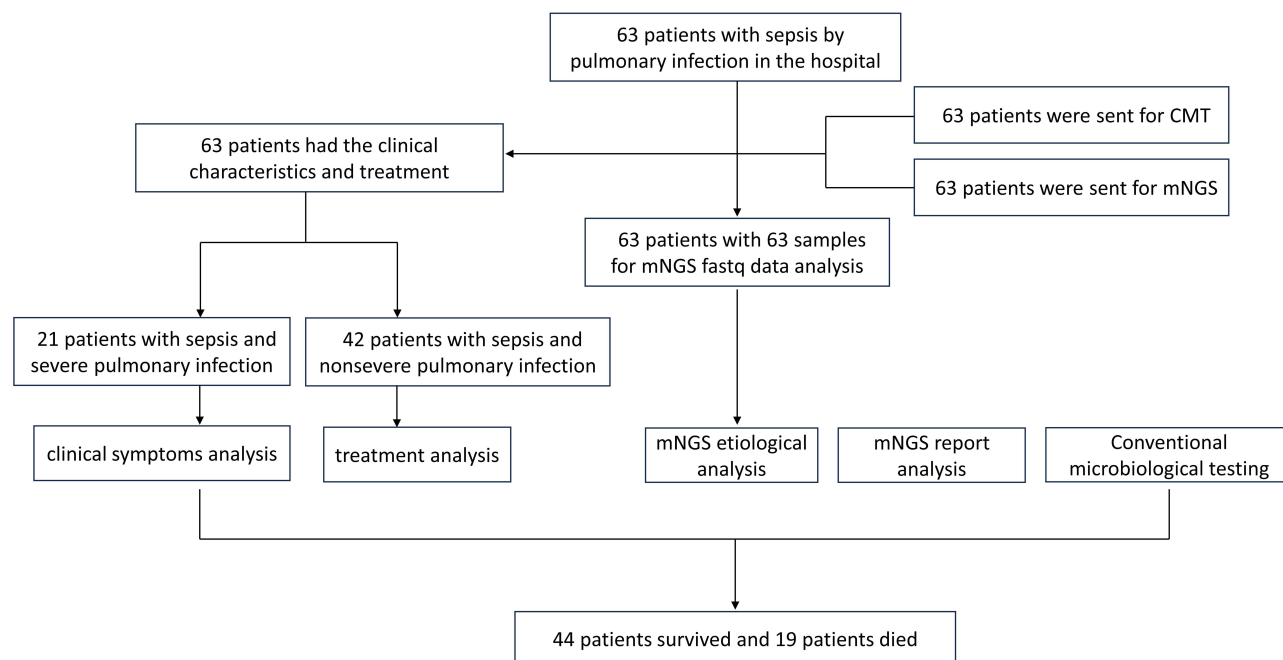 63 patients with sepsis by
pulmonary infection in the hospital
63 patients were sent for CMT
63 patients had the clinical
characteristics and treatment
63 patients were sent for mNGS
63 patients with 63 samples
for mNGS fastq data analysis
21 patients with sepsis and
severe pulmonary infection
42 patients with sepsis and
nonsevere pulmonary infection
clinical symptoms analysis
treatment analysis
mNGS etiological
analysis
mNGS report
analysis
Conventional
microbiological testing
44 patients survived and 19 patients died